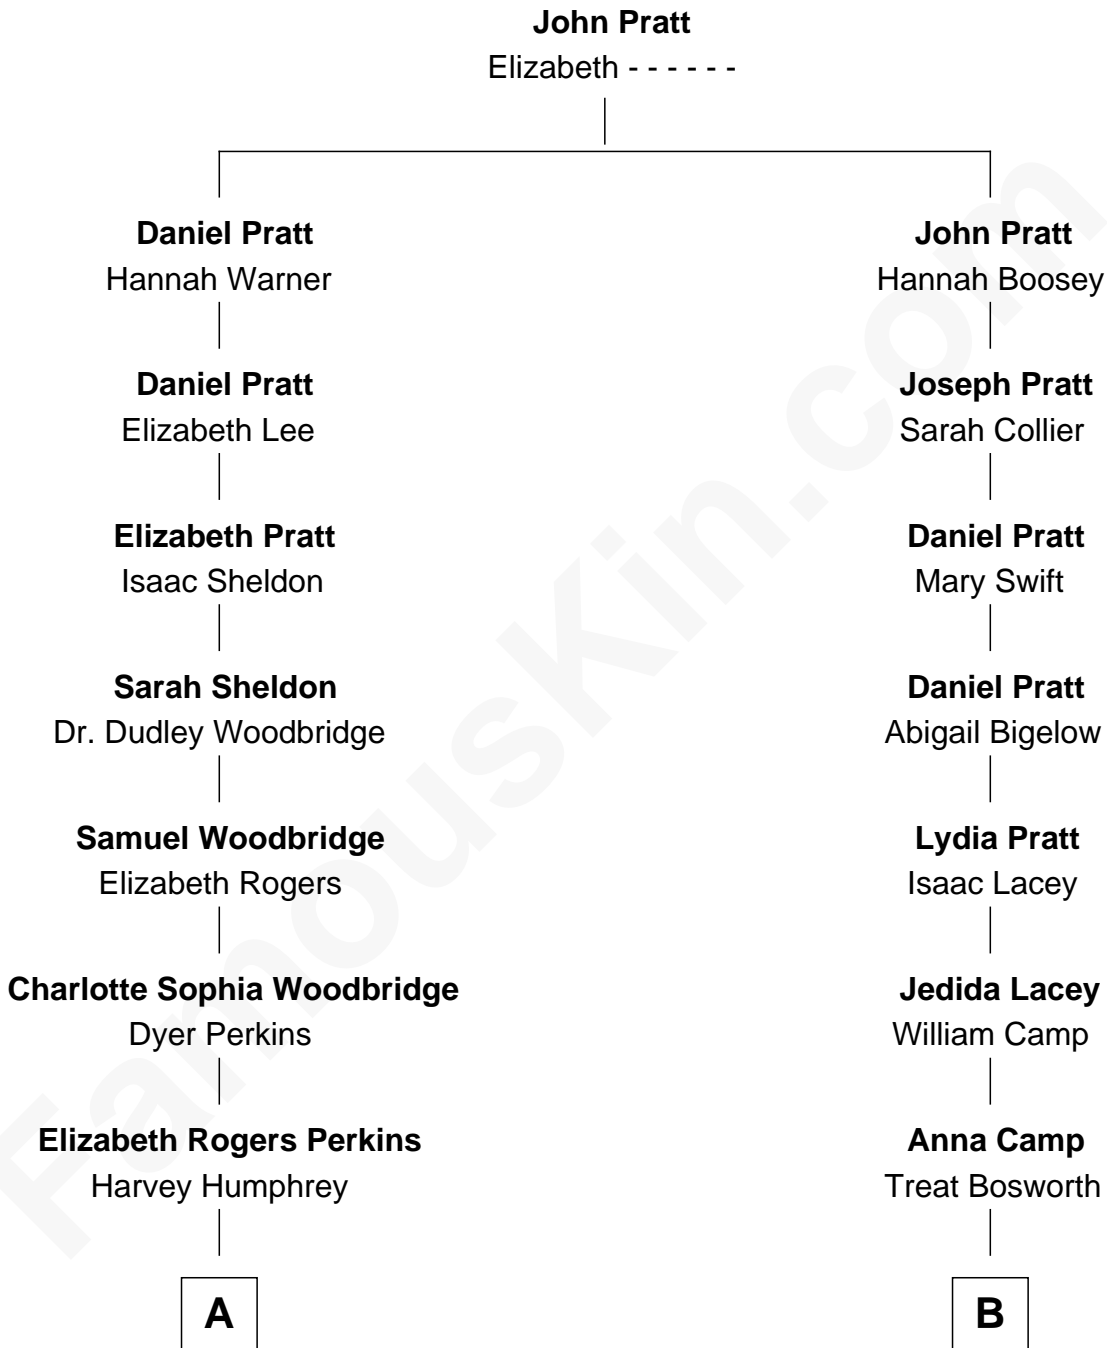 John Pratt
Elizabeth - - - - - -
Daniel Pratt
Hannah Warner
John Pratt
Hannah Boosey
Daniel Pratt
Elizabeth Lee
Joseph Pratt
Sarah Collier
Elizabeth Pratt
Isaac Sheldon
Daniel Pratt
Mary Swift
Sarah Sheldon
Dr. Dudley Woodbridge
Daniel Pratt
Abigail Bigelow
Samuel Woodbridge
Elizabeth Rogers
Lydia Pratt
Isaac Lacey
Charlotte Sophia Woodbridge
Dyer Perkins
Jedida Lacey
William Camp
Elizabeth Rogers Perkins
Harvey Humphrey
Anna Camp
Treat Bosworth
A
B
FamousKin.com